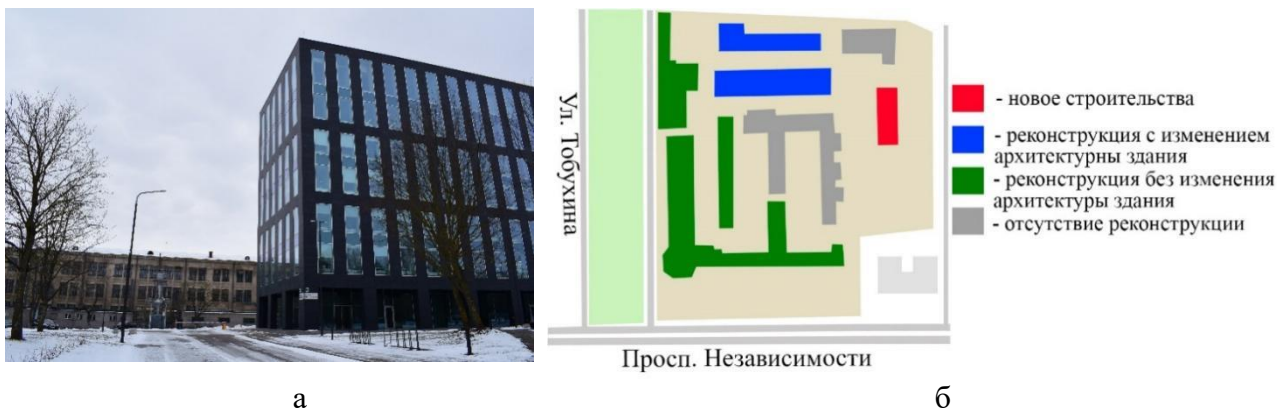 Ул. Тобухина
- новое строительства
- реконструкция с изменением
архитектурны здания
- реконструкция без изменения
архитектуры здания
- отсутствие реконструкции
Просп. Независимости
а
б